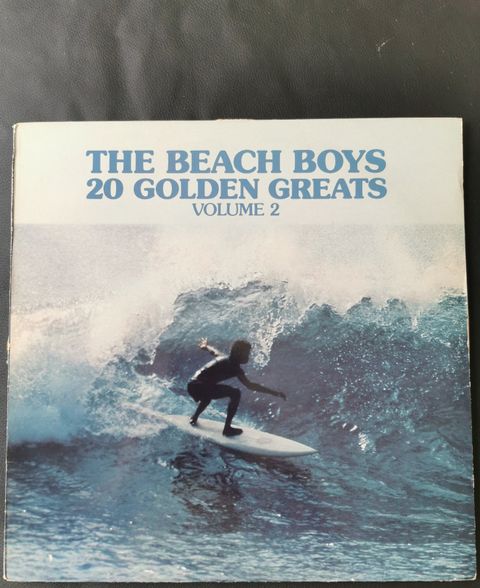 THE BEACH BOYS
20 GOLDEN GREATS
VOLUME 2